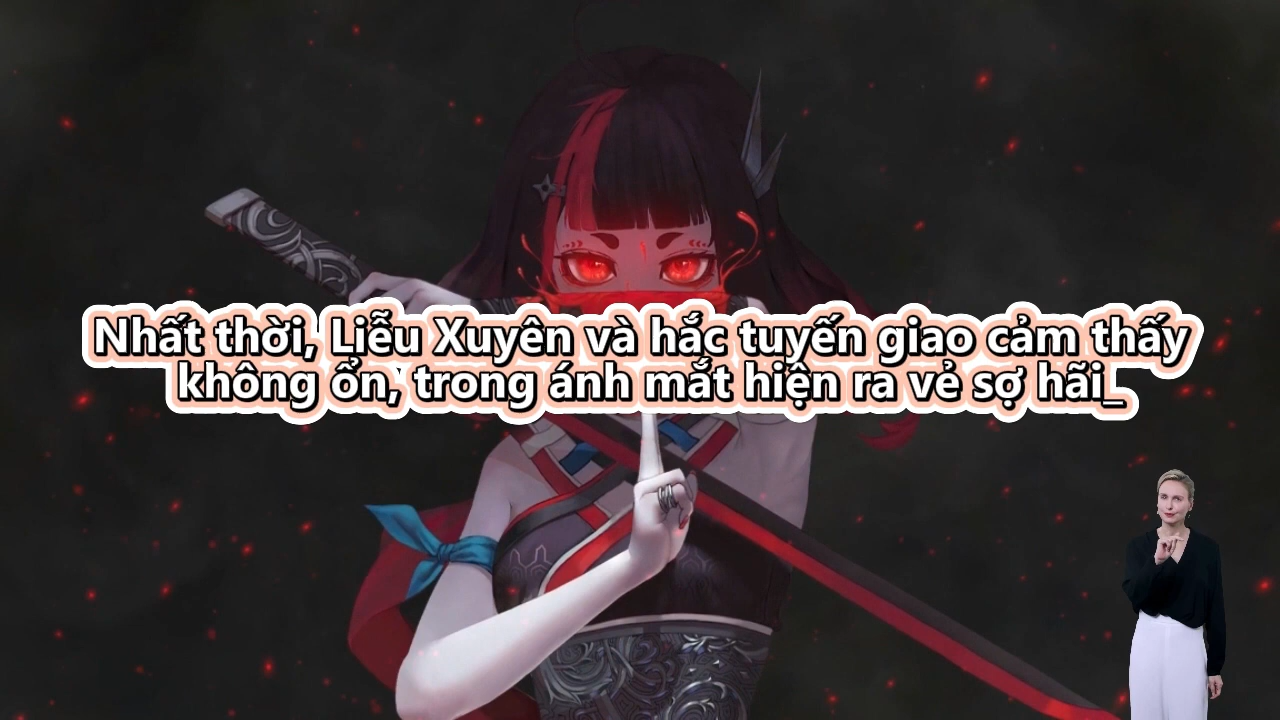 Nhất thời, Liễu Xuyên và hắc tuyến giao cảm thấy
không ổn, trong ánh mắt hiện ra vẻ sợ hãi_